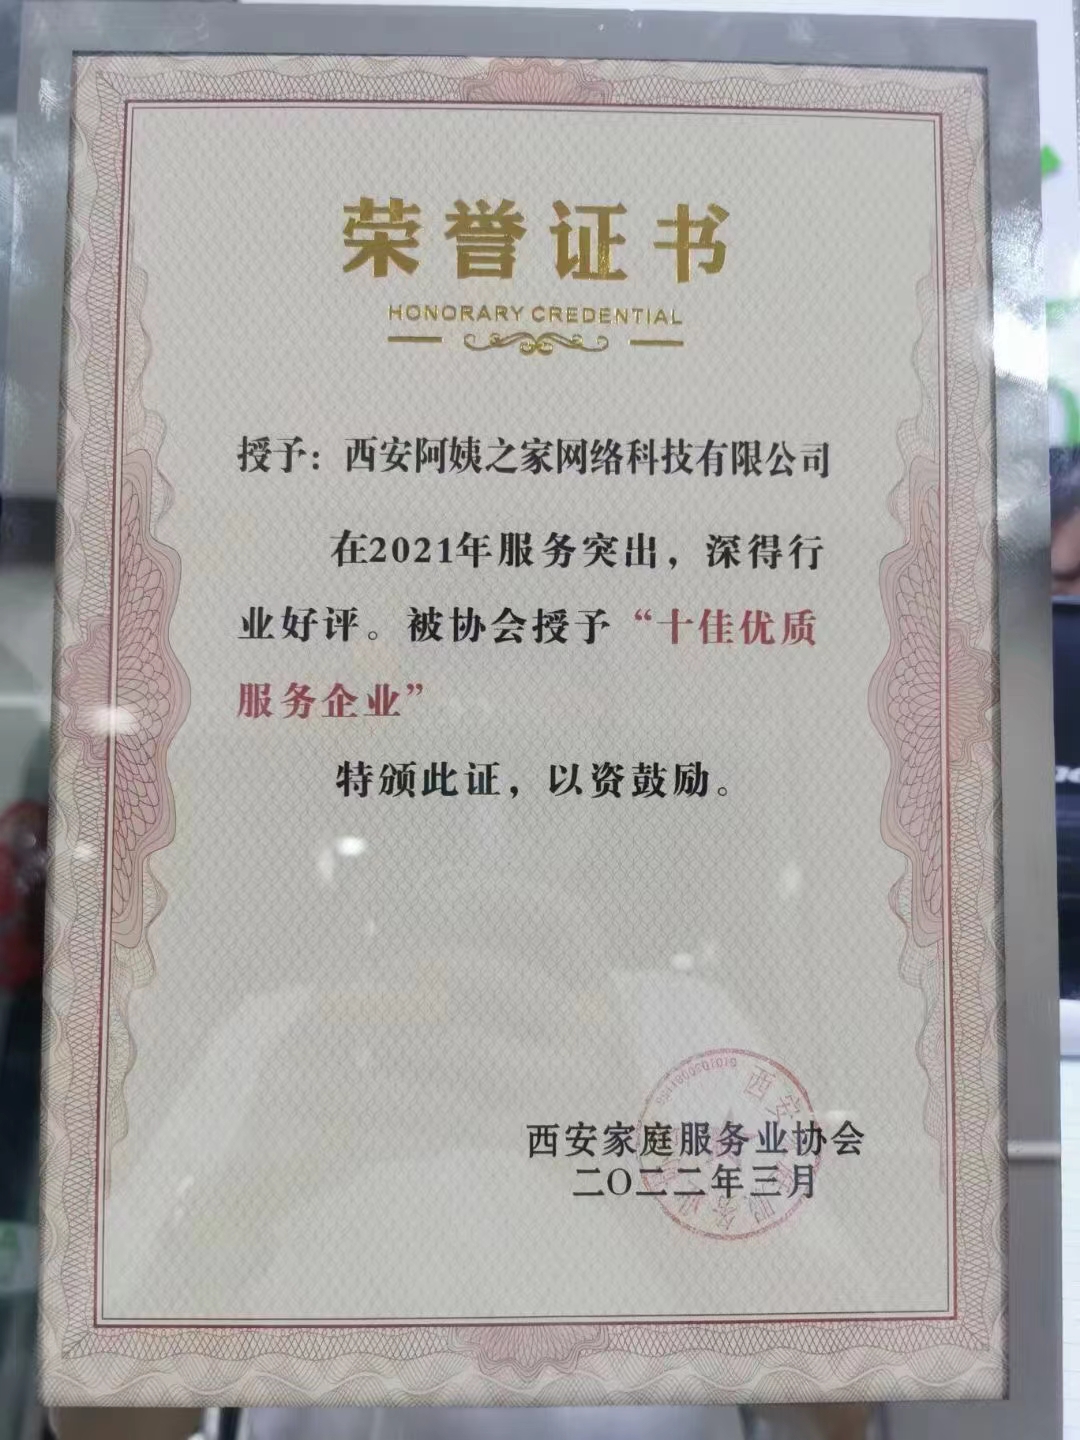 荣誉证书
HONORARY CREDENTIAL
授予：西安阿姨之家网络科技有限公司
在2021年服务突出，深得行
业好评。被协会授予“十佳优质
服务企业”
特颁此证，以资鼓励。
西安家庭服务业协会
二〇二二年三月